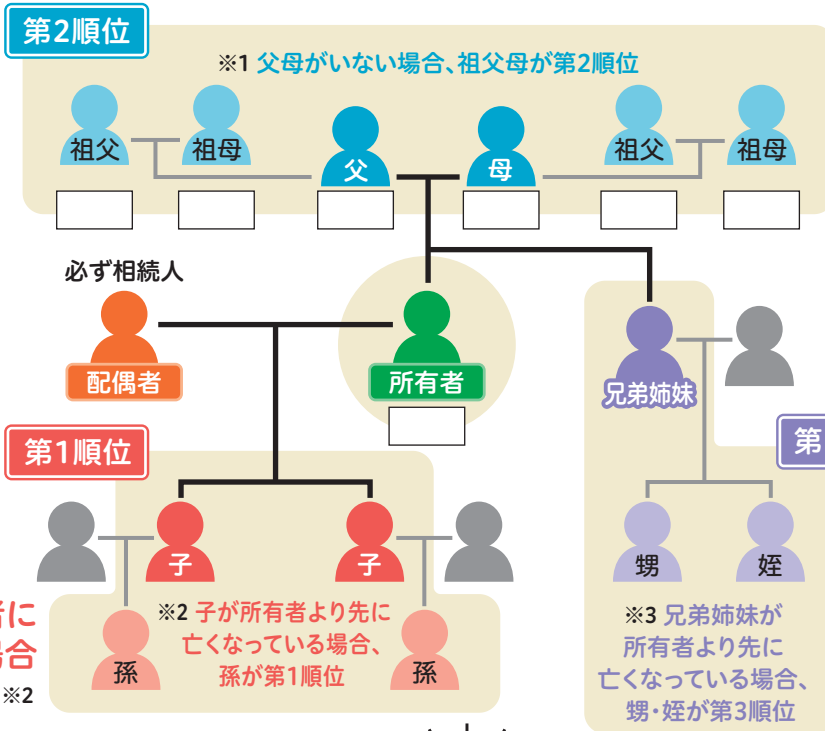 第2順位
※1 父母がいない場合、祖父母が第2順位
祖父
祖母
父
母
祖父
祖母
必ず相続人
配偶者
所有者
兄弟姉妹
第1順位
第
子
子
甥
姪
※2 子が所有者より先に
亡くなっている場合、
孫が第1順位
孫
孫
者に
場合
※2
※3 兄弟姉妹が
所有者より先に
亡くなっている場合、
甥・姪が第3順位